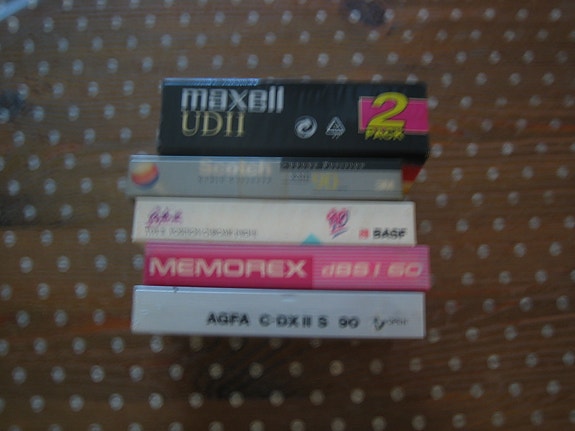 maxell
UDII
2
PACK
Scotch
90
BASF
MEMOREX dBS I 60
AGFA C-DX II S 90